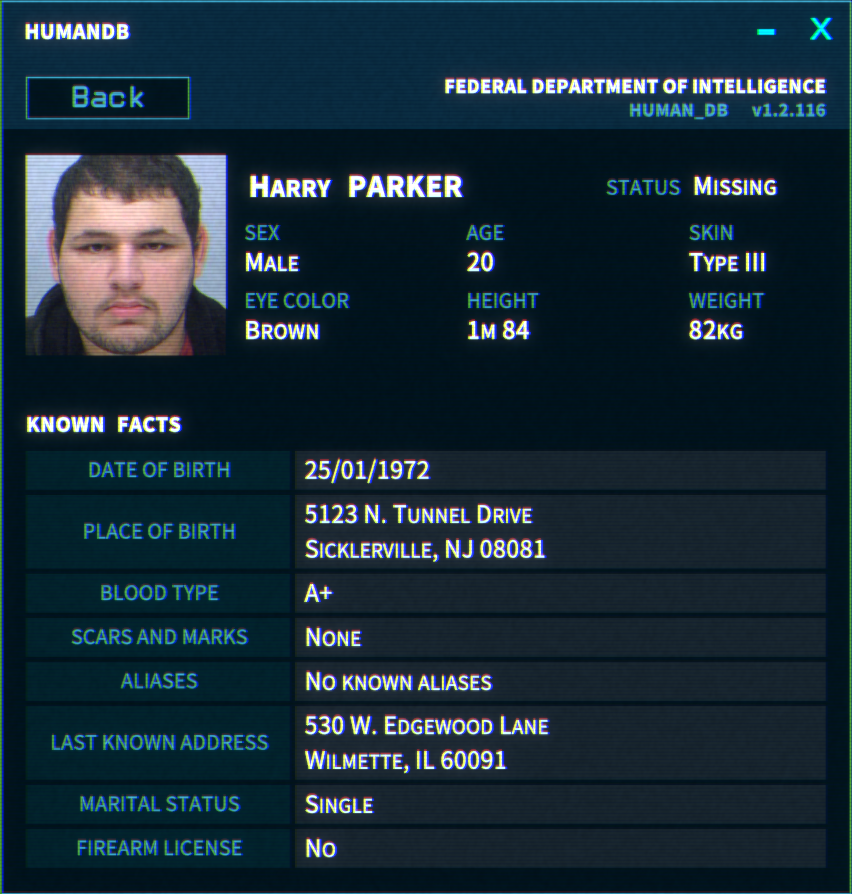 HUMANDB
– X
Back
FEDERAL DEPARTMENT OF INTELLIGENCE
HUMAN_DB v1.2.116
HARRY PARKER
STATUS MISSING
SEX AGE SKIN
MALE 20 TYPE III
EYE COLOR HEIGHT WEIGHT
BROWN 1M 84 82KG
KNOWN FACTS
DATE OF BIRTH 25/01/1972
PLACE OF BIRTH 5123 N. TUNNEL DRIVE
SICKLERVILLE, NJ 08081
BLOOD TYPE A+
SCARS AND MARKS NONE
ALIASES NO KNOWN ALIASES
LAST KNOWN ADDRESS 530 W. EDGEWOOD LANE
WILMETTE, IL 60091
MARITAL STATUS SINGLE
FIREARM LICENSE NO